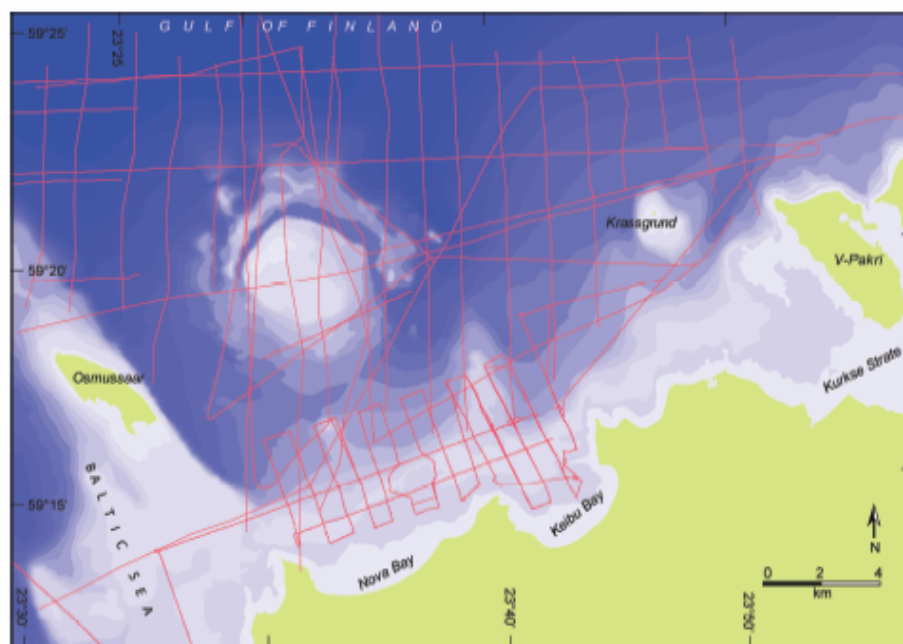 GULF OF FINLAND
59°25'
23°25
Krassgrund
V-Pakri
59°20'
Kurkse Strate
Osmussaar
BALTIC SEA
59°15'
Keibu Bay
Nova Bay
N
0 2 4
km
23°30
23°40
23°50